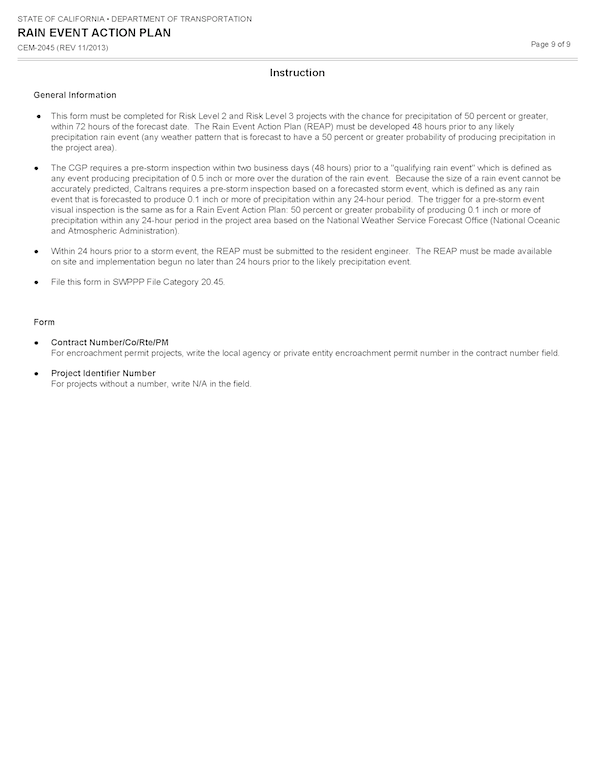 STATE OF CALIFORNIA • DEPARTMENT OF TRANSPORTATION
RAIN EVENT ACTION PLAN
CEM-2045 (REV 11/2013)
Page 9 of 9
Instruction
General Information
● This form must be completed for Risk Level 2 and Risk Level 3 projects with the chance for precipitation of 50 percent or greater,
within 72 hours of the forecast date. The Rain Event Action Plan (REAP) must be developed 48 hours prior to any likely
precipitation rain event (any weather pattern that is forecast to have a 50 percent or greater probability of producing precipitation in
the project area).
● The CGP requires a pre-storm inspection within two business days (48 hours) prior to a "qualifying rain event" which is defined as
any event producing precipitation of 0.5 inch or more over the duration of the rain event. Because the size of a rain event cannot be
accurately predicted, Caltrans requires a pre-storm inspection based on a forecasted storm event, which is defined as any rain
event that is forecasted to produce 0.1 inch or more of precipitation within any 24-hour period. The trigger for a pre-storm event
visual inspection is the same as for a Rain Event Action Plan: 50 percent or greater probability of producing 0.1 inch or more of
precipitation within any 24-hour period in the project area based on the National Weather Service Forecast Office (National Oceanic
and Atmospheric Administration).
● Within 24 hours prior to a storm event, the REAP must be submitted to the resident engineer. The REAP must be made available
on site and implementation begun no later than 24 hours prior to the likely precipitation event.
● File this form in SWPPP File Category 20.45.
Form
● Contract Number/Co/Rte/PM
For encroachment permit projects, write the local agency or private entity encroachment permit number in the contract number field.
● Project Identifier Number
For projects without a number, write N/A in the field.